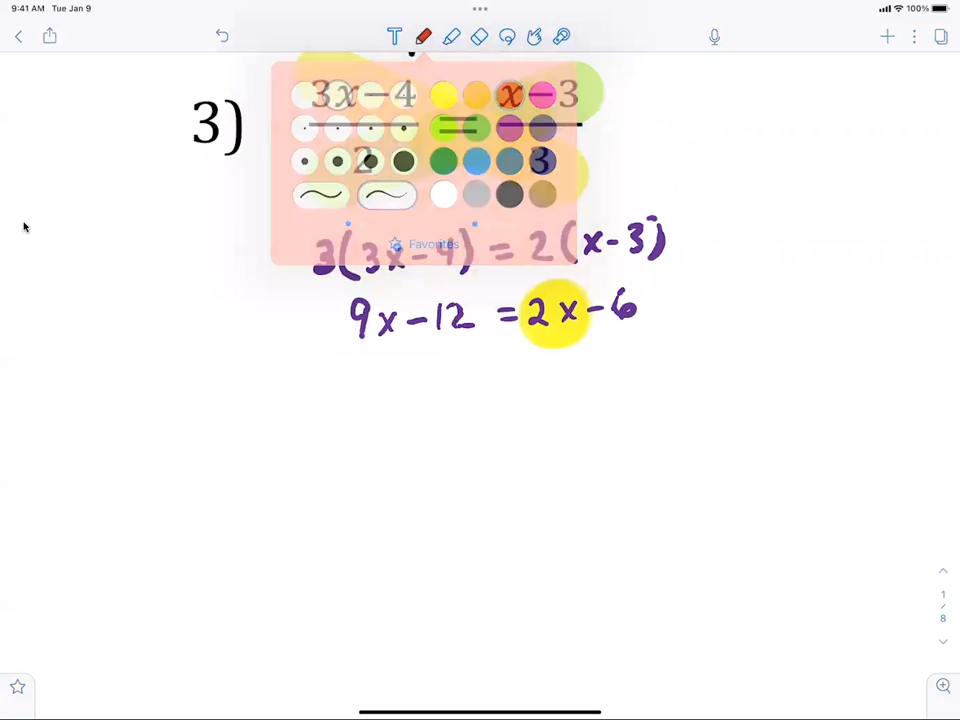 9:41 AM Tue Jan 9
100%
T
3x−4 x−3
3) =
2 3
Favorites
3(3x−4) = 2(x−3)
9x−12 = 2x−6
1
/
8